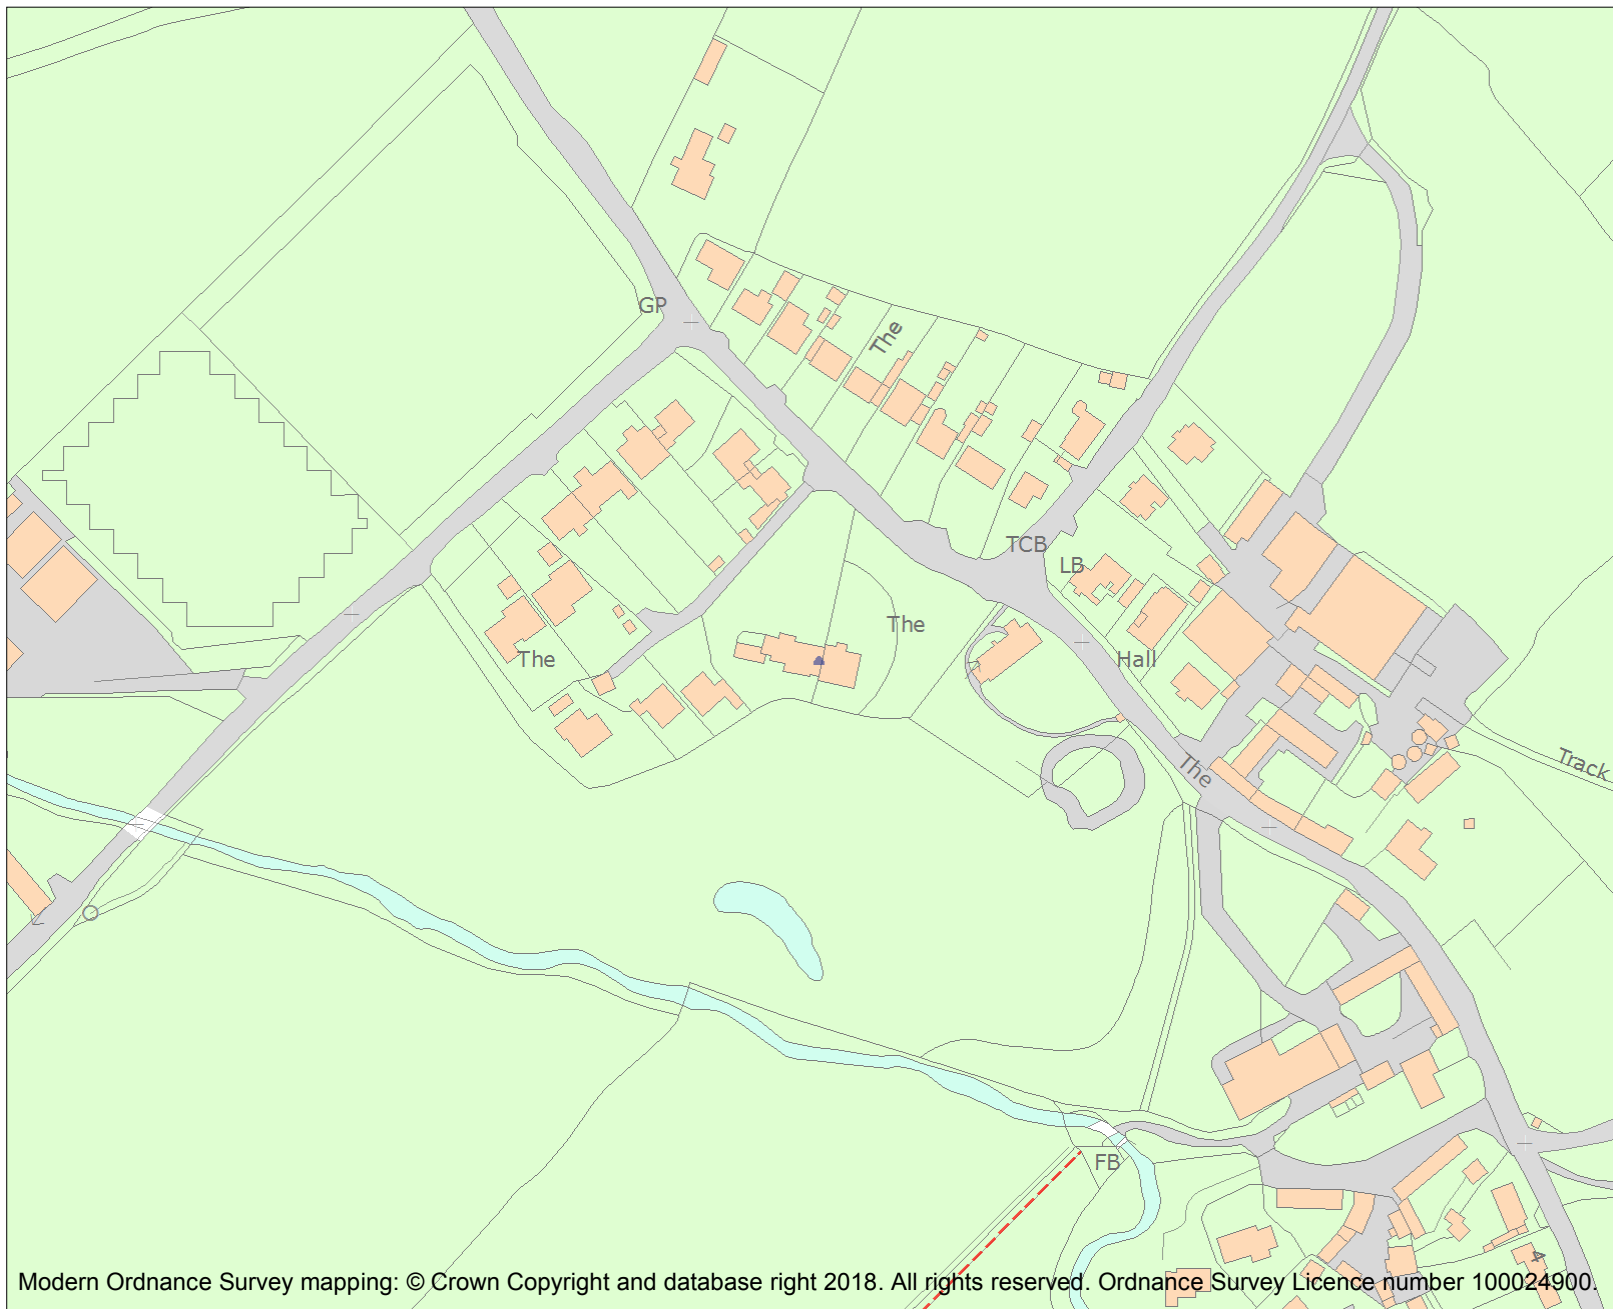 GP
The
TCB
LB
The
The
Hall
The
Track
FB
4
Modern Ordnance Survey mapping: © Crown Copyright and database right 2018. All rights reserved. Ordnance Survey Licence number 100024900.